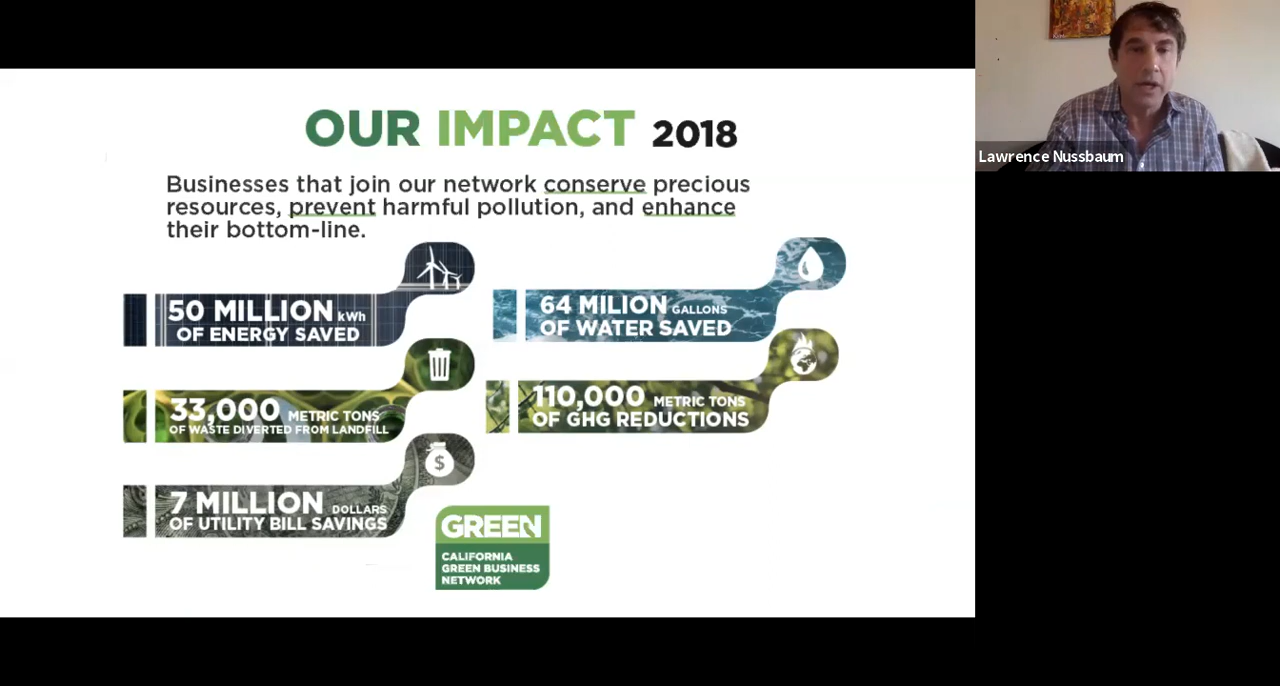 OUR IMPACT 2018
Businesses that join our network conserve precious
resources, prevent harmful pollution, and enhance
their bottom-line.
50 MILLION kWh
OF ENERGY SAVED
64 MILION GALLONS
OF WATER SAVED
33,000 METRIC TONS
OF WASTE DIVERTED FROM LANDFILL
110,000 METRIC TONS
OF GHG REDUCTIONS
7 MILLION DOLLARS
OF UTILITY BILL SAVINGS
$
GREEN
CALIFORNIA
GREEN BUSINESS
NETWORK
Lawrence Nussbaum